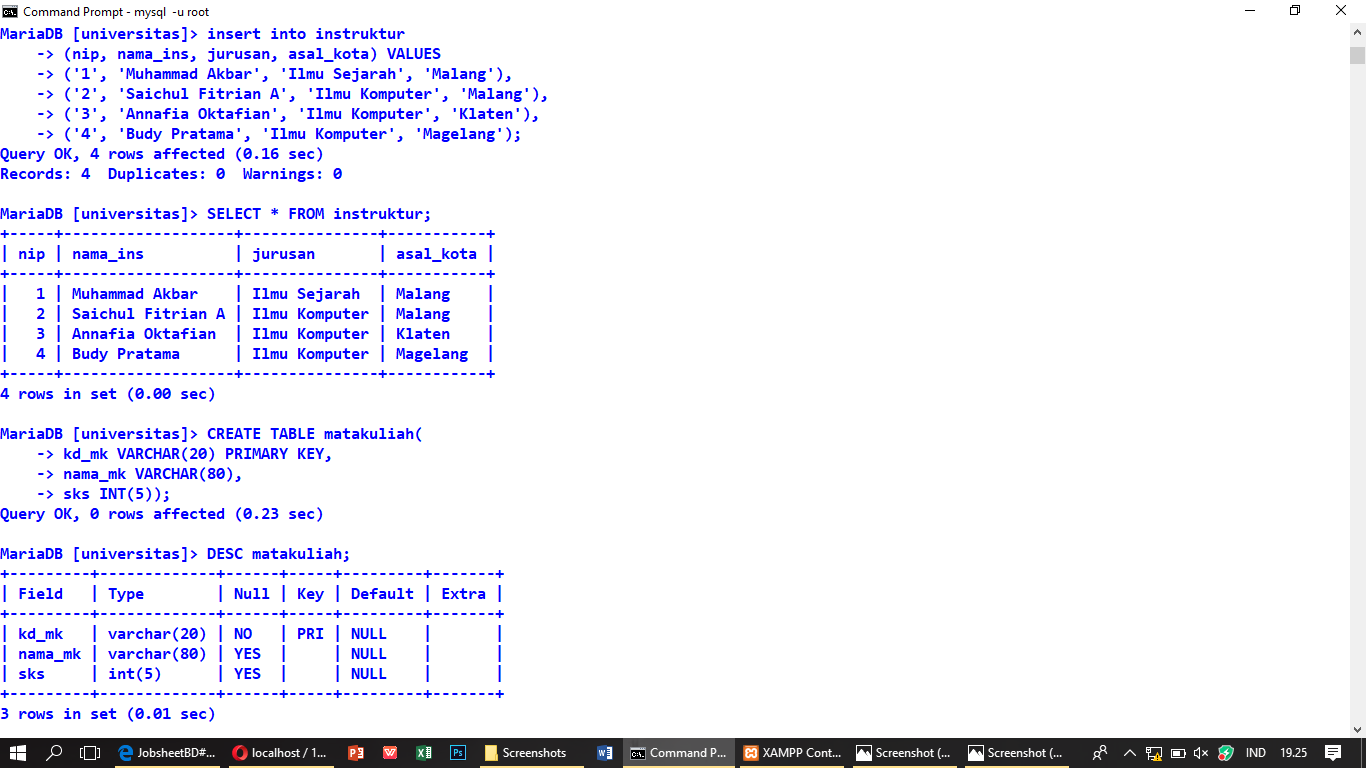 Command Prompt - mysql  -u root
MariaDB [universitas]> insert into instruktur
    -> (nip, nama_ins, jurusan, asal_kota) VALUES
    -> ('1', 'Muhammad Akbar', 'Ilmu Sejarah', 'Malang'),
    -> ('2', 'Saichul Fitrian A', 'Ilmu Komputer', 'Malang'),
    -> ('3', 'Annafia Oktafian', 'Ilmu Komputer', 'Klaten'),
    -> ('4', 'Budy Pratama', 'Ilmu Komputer', 'Magelang');
Query OK, 4 rows affected (0.16 sec)
Records: 4  Duplicates: 0  Warnings: 0

MariaDB [universitas]> SELECT * FROM instruktur;
+-----+-------------------+---------------+-----------+
| nip | nama_ins          | jurusan       | asal_kota |
+-----+-------------------+---------------+-----------+
|   1 | Muhammad Akbar    | Ilmu Sejarah  | Malang    |
|   2 | Saichul Fitrian A | Ilmu Komputer | Malang    |
|   3 | Annafia Oktafian  | Ilmu Komputer | Klaten    |
|   4 | Budy Pratama      | Ilmu Komputer | Magelang  |
+-----+-------------------+---------------+-----------+
4 rows in set (0.00 sec)

MariaDB [universitas]> CREATE TABLE matakuliah(
    -> kd_mk VARCHAR(20) PRIMARY KEY,
    -> nama_mk VARCHAR(80),
    -> sks INT(5));
Query OK, 0 rows affected (0.23 sec)

MariaDB [universitas]> DESC matakuliah;
+---------+-------------+------+-----+---------+-------+
| Field   | Type        | Null | Key | Default | Extra |
+---------+-------------+------+-----+---------+-------+
| kd_mk   | varchar(20) | NO   | PRI | NULL    |       |
| nama_mk | varchar(80) | YES  |     | NULL    |       |
| sks     | int(5)      | YES  |     | NULL    |       |
+---------+-------------+------+-----+---------+-------+
3 rows in set (0.01 sec)
JobsheetBD#... localhost / 1... Screenshots Command P... XAMPP Cont... Screenshot (... Screenshot (... IND 19.25